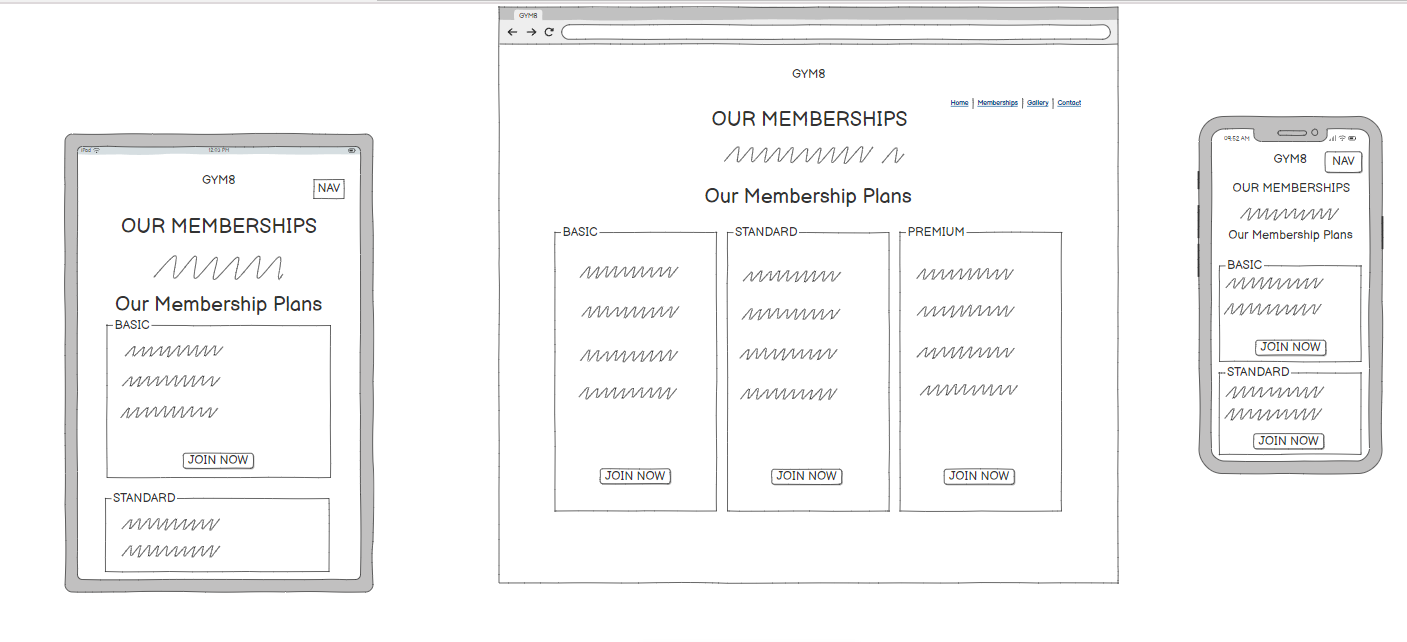 iPad
12:02 PM
GYM8
NAV
OUR MEMBERSHIPS
Our Membership Plans
BASIC
JOIN NOW
STANDARD
GYM8
GYM8
Home | Memberships | Gallery | Contact
OUR MEMBERSHIPS
Our Membership Plans
BASIC
STANDARD
PREMIUM
JOIN NOW
JOIN NOW
JOIN NOW
09:52 AM
GYM8
NAV
OUR MEMBERSHIPS
Our Membership Plans
BASIC
JOIN NOW
STANDARD
JOIN NOW